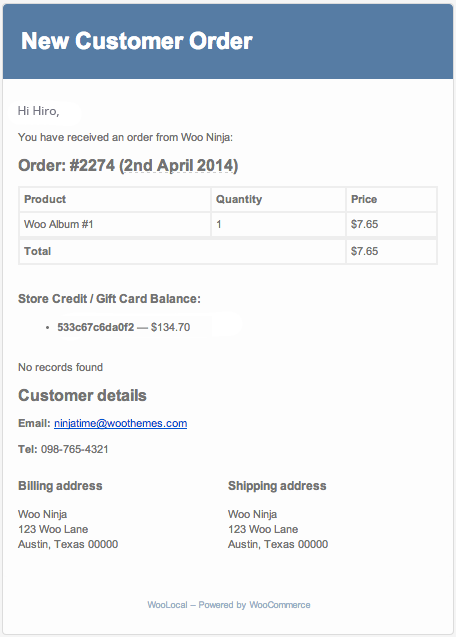 New Customer Order
Hi Hiro,
You have received an order from Woo Ninja:
Order: #2274 (2nd April 2014)
Product Quantity Price
Woo Album #1 1 $7.65
Total $7.65
Store Credit / Gift Card Balance:
• 533c67c6da0f2 — $134.70
No records found
Customer details
Email: ninjatime@woothemes.com
Tel: 098-765-4321
Billing address Shipping address
Woo Ninja Woo Ninja
123 Woo Lane 123 Woo Lane
Austin, Texas 00000 Austin, Texas 00000
WooLocal – Powered by WooCommerce